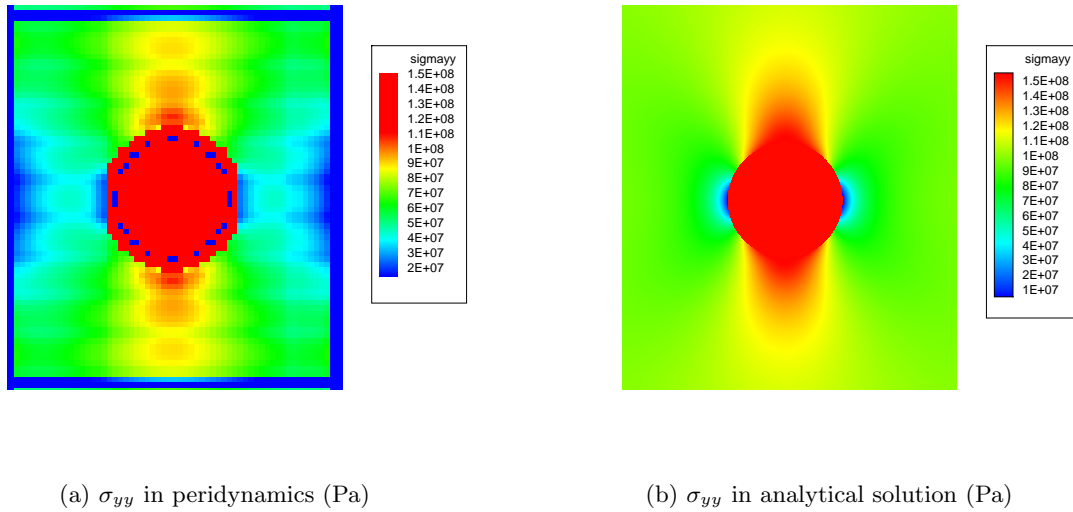 sigmayy
1.5E+08
1.4E+08
1.3E+08
1.2E+08
1.1E+08
1E+08
9E+07
8E+07
7E+07
6E+07
5E+07
4E+07
3E+07
2E+07
sigmayy
1.5E+08
1.4E+08
1.3E+08
1.2E+08
1.1E+08
1E+08
9E+07
8E+07
7E+07
6E+07
5E+07
4E+07
3E+07
2E+07
1E+07
(a) σyy in peridynamics (Pa)
(b) σyy in analytical solution (Pa)